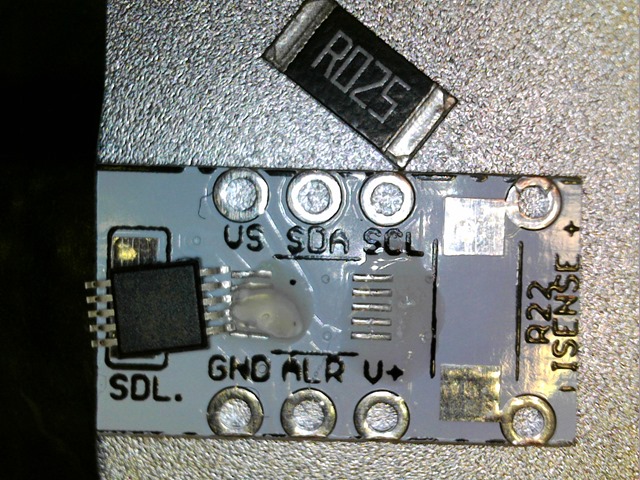 R025
VS SDA SCL
GND ALR V+
SDL.
R22
- ISENSE +